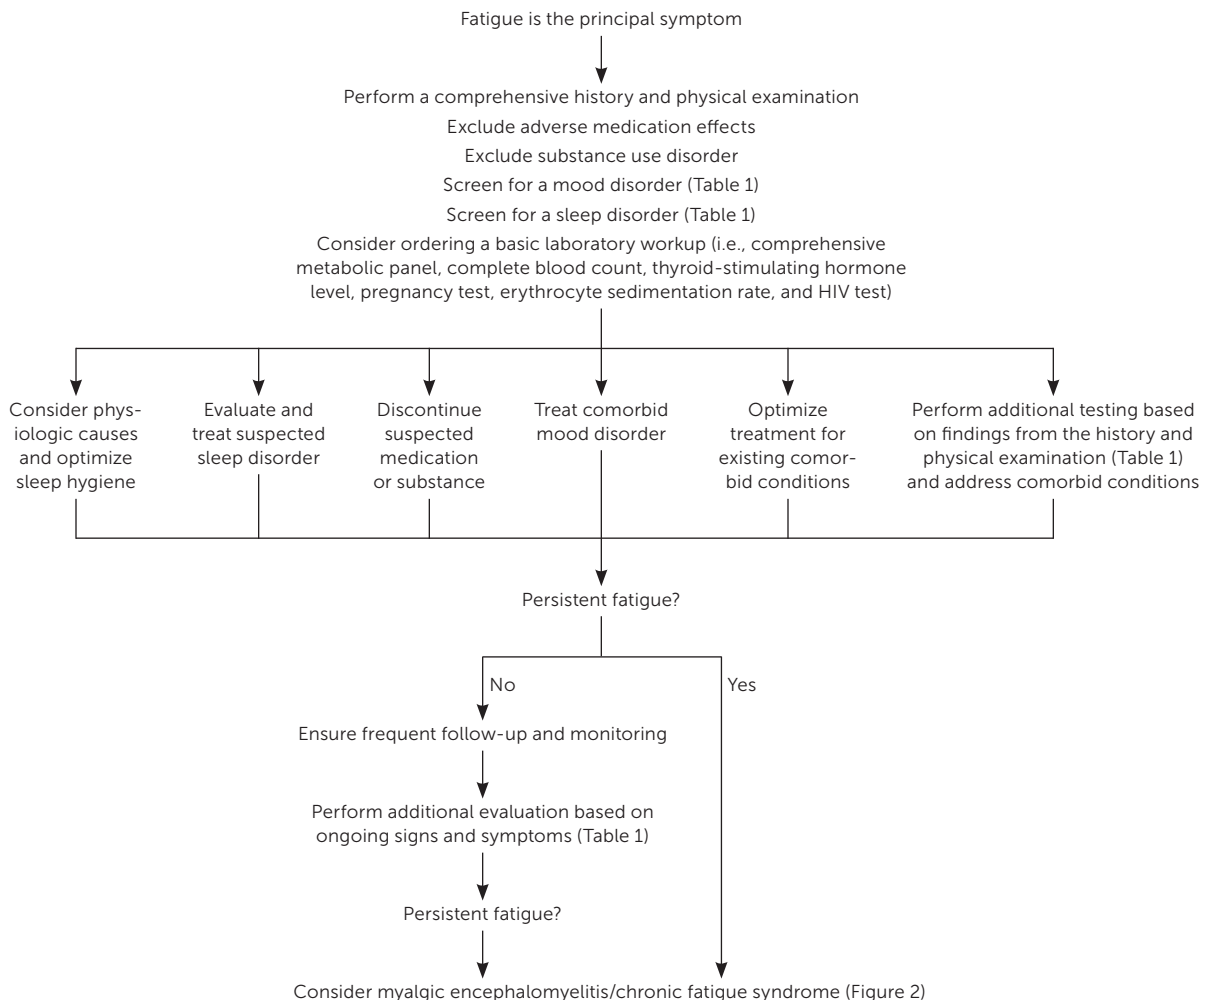 Fatigue is the principal symptom
Perform a comprehensive history and physical examination
Exclude adverse medication effects
Exclude substance use disorder
Screen for a mood disorder (Table 1)
Screen for a sleep disorder (Table 1)
Consider ordering a basic laboratory workup (i.e., comprehensive
metabolic panel, complete blood count, thyroid-stimulating hormone
level, pregnancy test, erythrocyte sedimentation rate, and HIV test)
Consider phys-
iologic causes
and optimize
sleep hygiene
Evaluate and
treat suspected
sleep disorder
Discontinue
suspected
medication
or substance
Treat comorbid
mood disorder
Optimize
treatment for
existing comor-
bid conditions
Perform additional testing based
on findings from the history and
physical examination (Table 1)
and address comorbid conditions
Persistent fatigue?
No
Yes
Ensure frequent follow-up and monitoring
Perform additional evaluation based on
ongoing signs and symptoms (Table 1)
Persistent fatigue?
Consider myalgic encephalomyelitis/chronic fatigue syndrome (Figure 2)